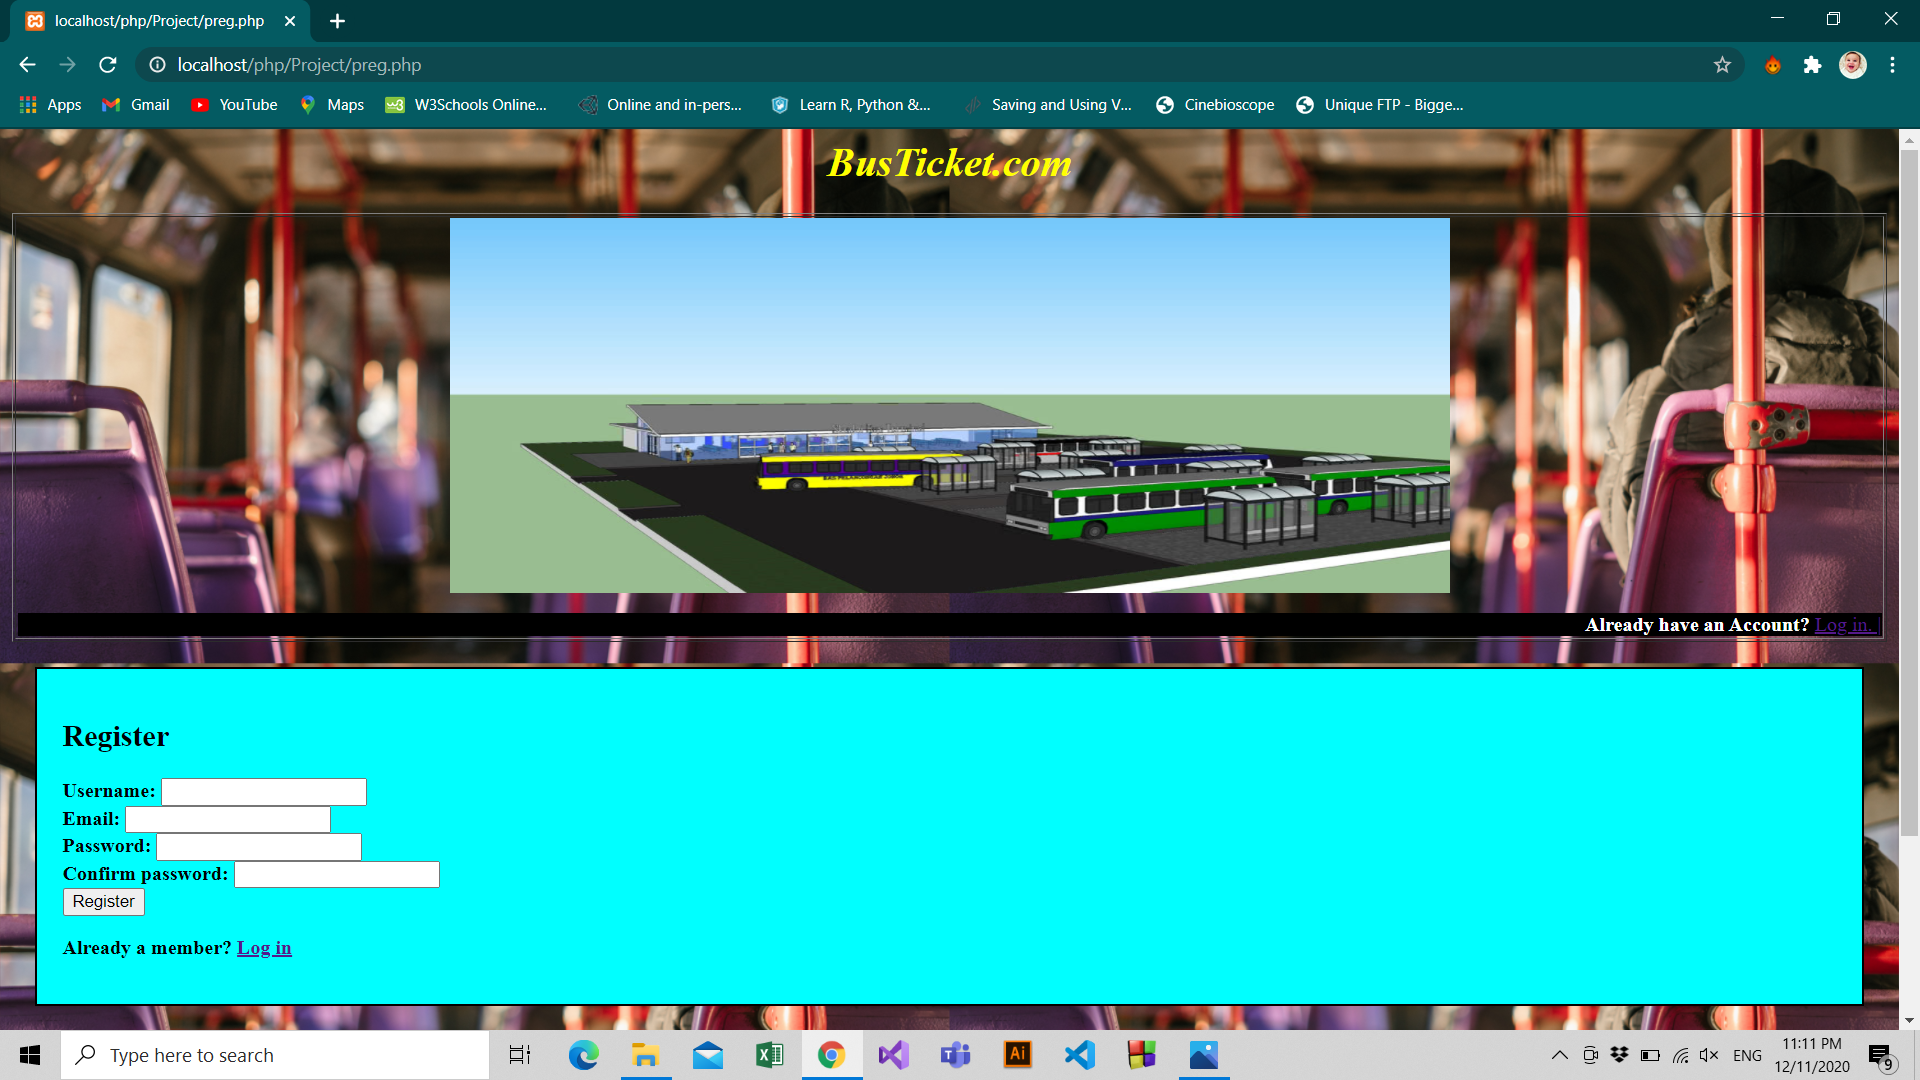 localhost/php/Project/preg.php
localhost/php/Project/preg.php
Apps Gmail YouTube Maps W3Schools Online... Online and in-pers... Learn R, Python &... Saving and Using V... Cinebioscope Unique FTP - Bigge...
BusTicket.com
Already have an Account? Log in. |
Register
Username:
Email:
Password:
Confirm password:
Register
Already a member? Log in
Type here to search
ENG
11:11 PM
12/11/2020
9